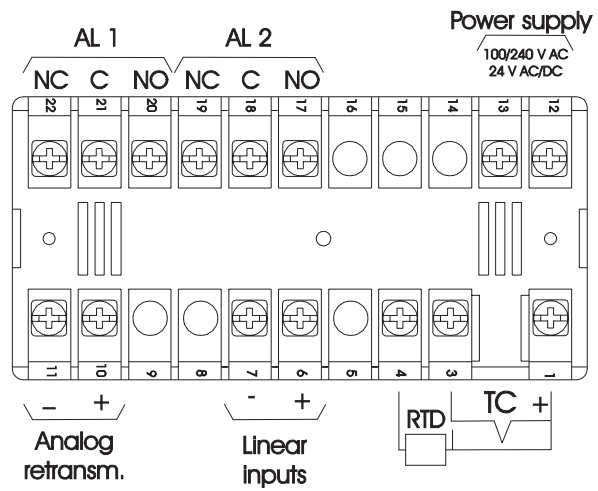 Power supply
AL 1 AL 2
100/240 V AC
24 V AC/DC
NC C NO NC C NO
22 21 20 19 18 17 16 15 14 13 12
11 10 9 8 7 6 5 4 3 1
– + - + TC +
RTD
Analog Linear
retransm. inputs